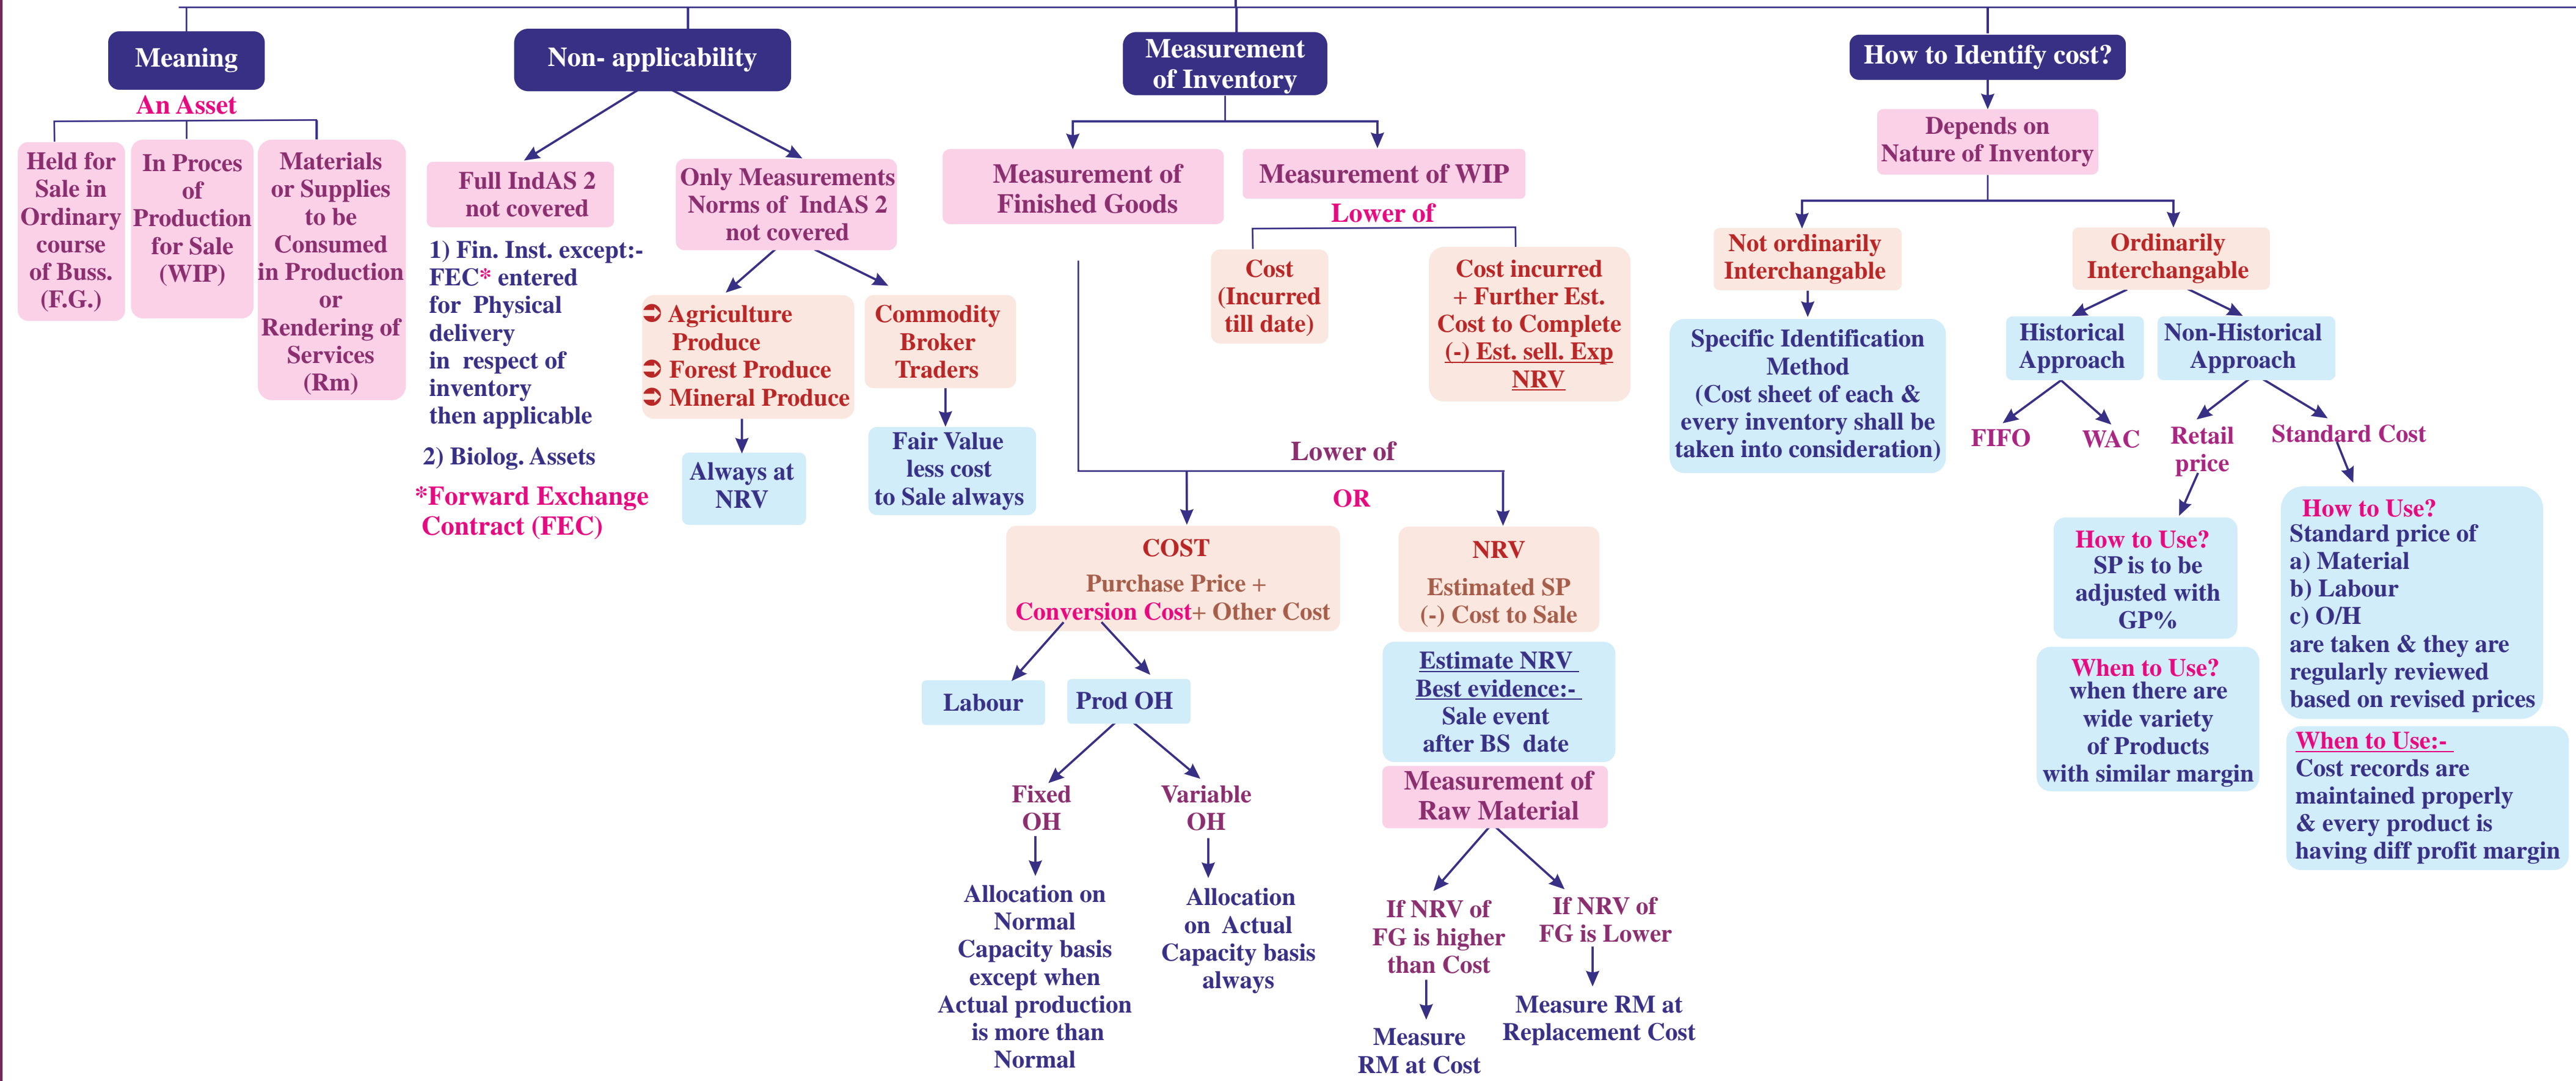 Meaning
An Asset
Held for
Sale in
Ordinary
course
of Buss.
(F.G.)
In Proces
of
Production
for Sale
(WIP)
Materials
or Supplies
to be
Consumed
in Production
or
Rendering of
Services
(Rm)
Non- applicability
Full IndAS 2
not covered
1) Fin. Inst. except:-
FEC* entered
for Physical
delivery
in respect of
inventory
then applicable
2) Biolog. Assets
*Forward Exchange
Contract (FEC)
Only Measurements
Norms of IndAS 2
not covered
➲ Agriculture
Produce
➲ Forest Produce
➲ Mineral Produce
Always at
NRV
Commodity
Broker
Traders
Fair Value
less cost
to Sale always
Measurement
of Inventory
Measurement of
Finished Goods
Measurement of WIP
Lower of
Cost
(Incurred
till date)
Cost incurred
+ Further Est.
Cost to Complete
(-) Est. sell. Exp
NRV
Lower of
OR
COST
Purchase Price +
Conversion Cost+ Other Cost
Labour
Prod OH
Fixed
OH
Allocation on
Normal
Capacity basis
except when
Actual production
is more than
Normal
Variable
OH
Allocation
on Actual
Capacity basis
always
NRV
Estimated SP
(-) Cost to Sale
Estimate NRV
Best evidence:-
Sale event
after BS date
Measurement of
Raw Material
If NRV of
FG is higher
than Cost
Measure
RM at Cost
If NRV of
FG is Lower
Measure RM at
Replacement Cost
How to Identify cost?
Depends on
Nature of Inventory
Not ordinarily
Interchangable
Specific Identification
Method
(Cost sheet of each &
every inventory shall be
taken into consideration)
Ordinarily
Interchangable
Historical
Approach
FIFO
WAC
Non-Historical
Approach
Retail
price
How to Use?
SP is to be
adjusted with
GP%
When to Use?
when there are
wide variety
of Products
with similar margin
Standard Cost
How to Use?
Standard price of
a) Material
b) Labour
c) O/H
are taken & they are
regularly reviewed
based on revised prices
When to Use:-
Cost records are
maintained properly
& every product is
having diff profit margin